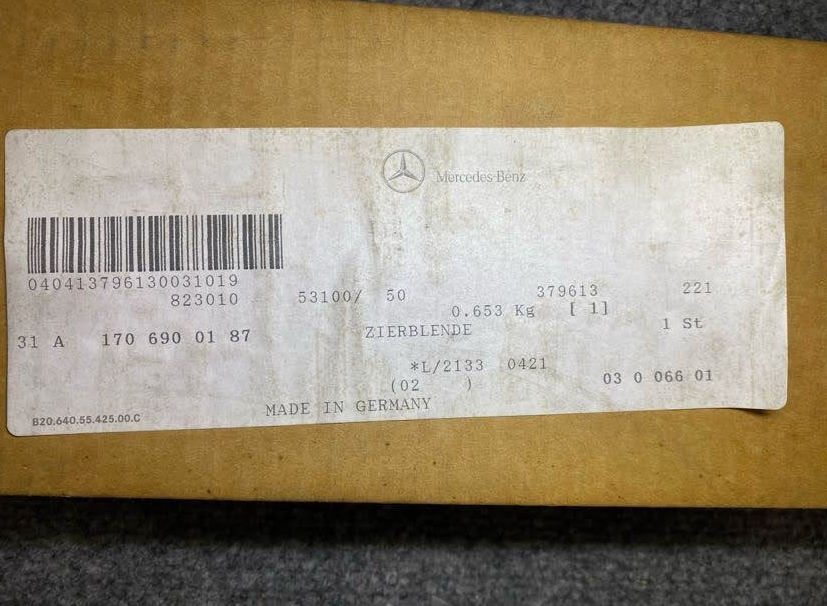 Mercedes-Benz
040413796130031019
823010 53100/ 50 379613 221
0.653 Kg [ 1]
31 A 170 690 01 87 ZIERBLENDE 1 St
*L/2133 0421
(02 ) 03 0 066 01
MADE IN GERMANY
B20.640.55.425.00.C